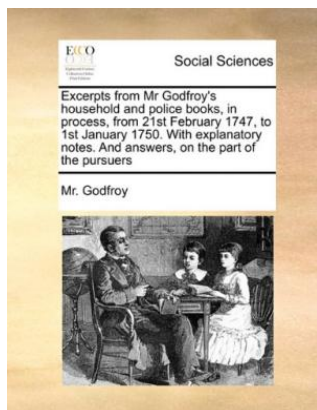 ECCO
Social Sciences
Excerpts from Mr Godfroy's
household and police books, in
process, from 21st February 1747, to
1st January 1750. With explanatory
notes. And answers, on the part of
the pursuers
Mr. Godfroy